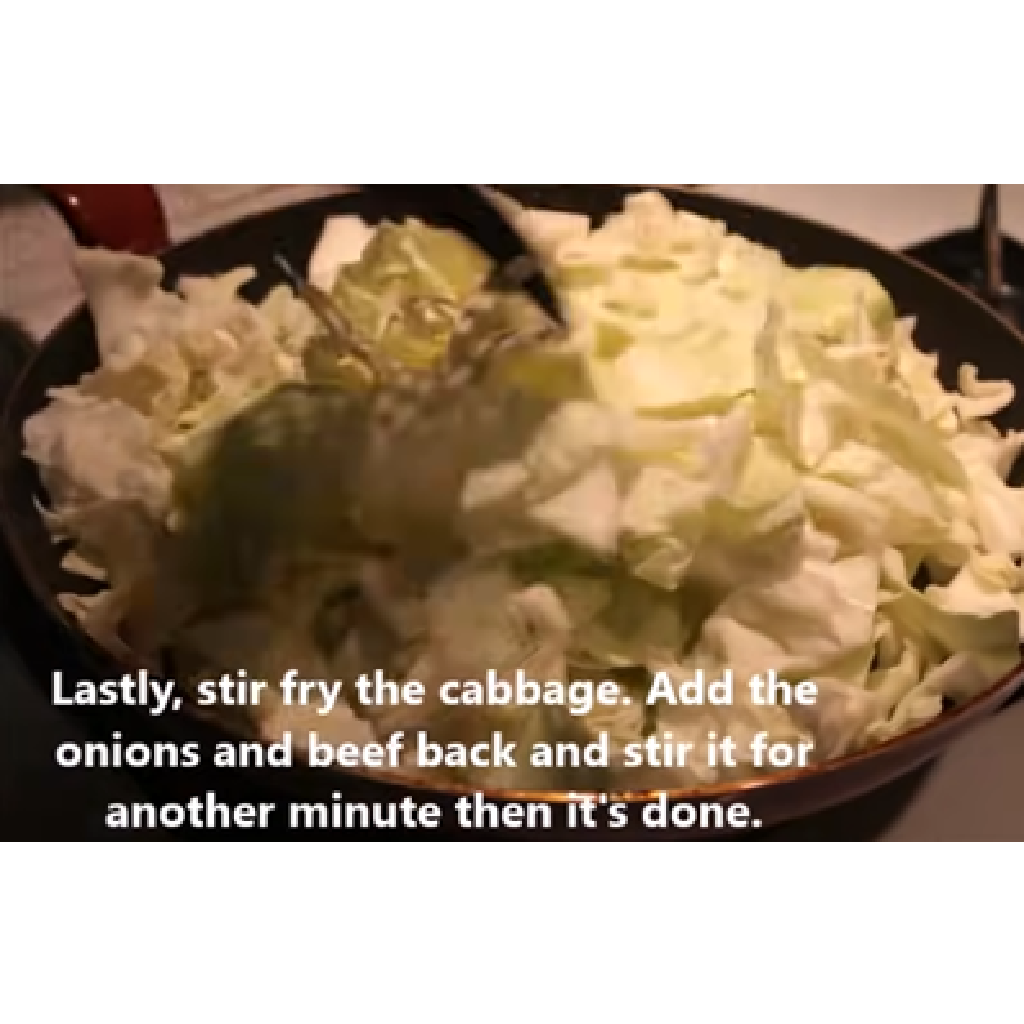 Lastly, stir fry the cabbage. Add the
onions and beef back and stir it for
another minute then it's done.